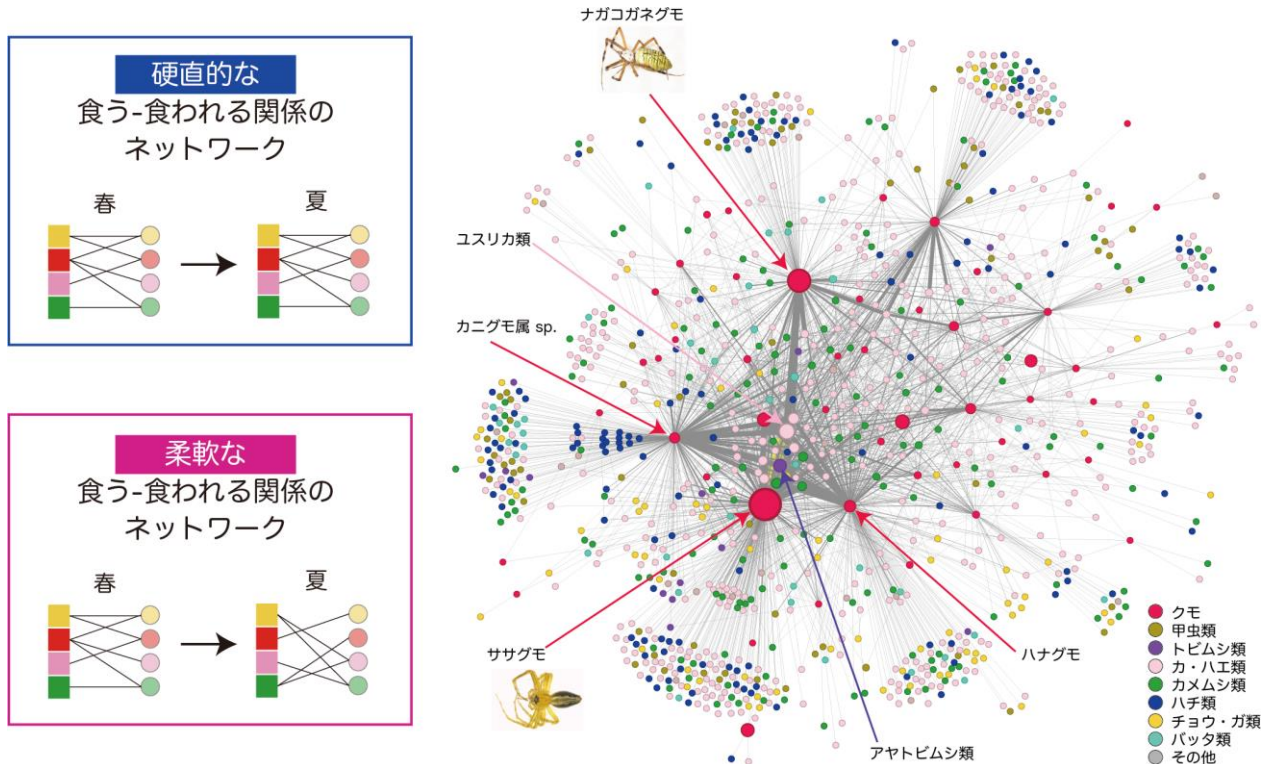 硬直的な
食う-食われる関係の
ネットワーク
春
夏
柔軟な
食う-食われる関係の
ネットワーク
春
夏
ナガコガネグモ
ユスリカ類
カニグモ属 sp.
ササグモ
ハナグモ
アヤトビムシ類
クモ
甲虫類
トビムシ類
カ・ハエ類
カメムシ類
ハチ類
チョウ・ガ類
バッタ類
その他